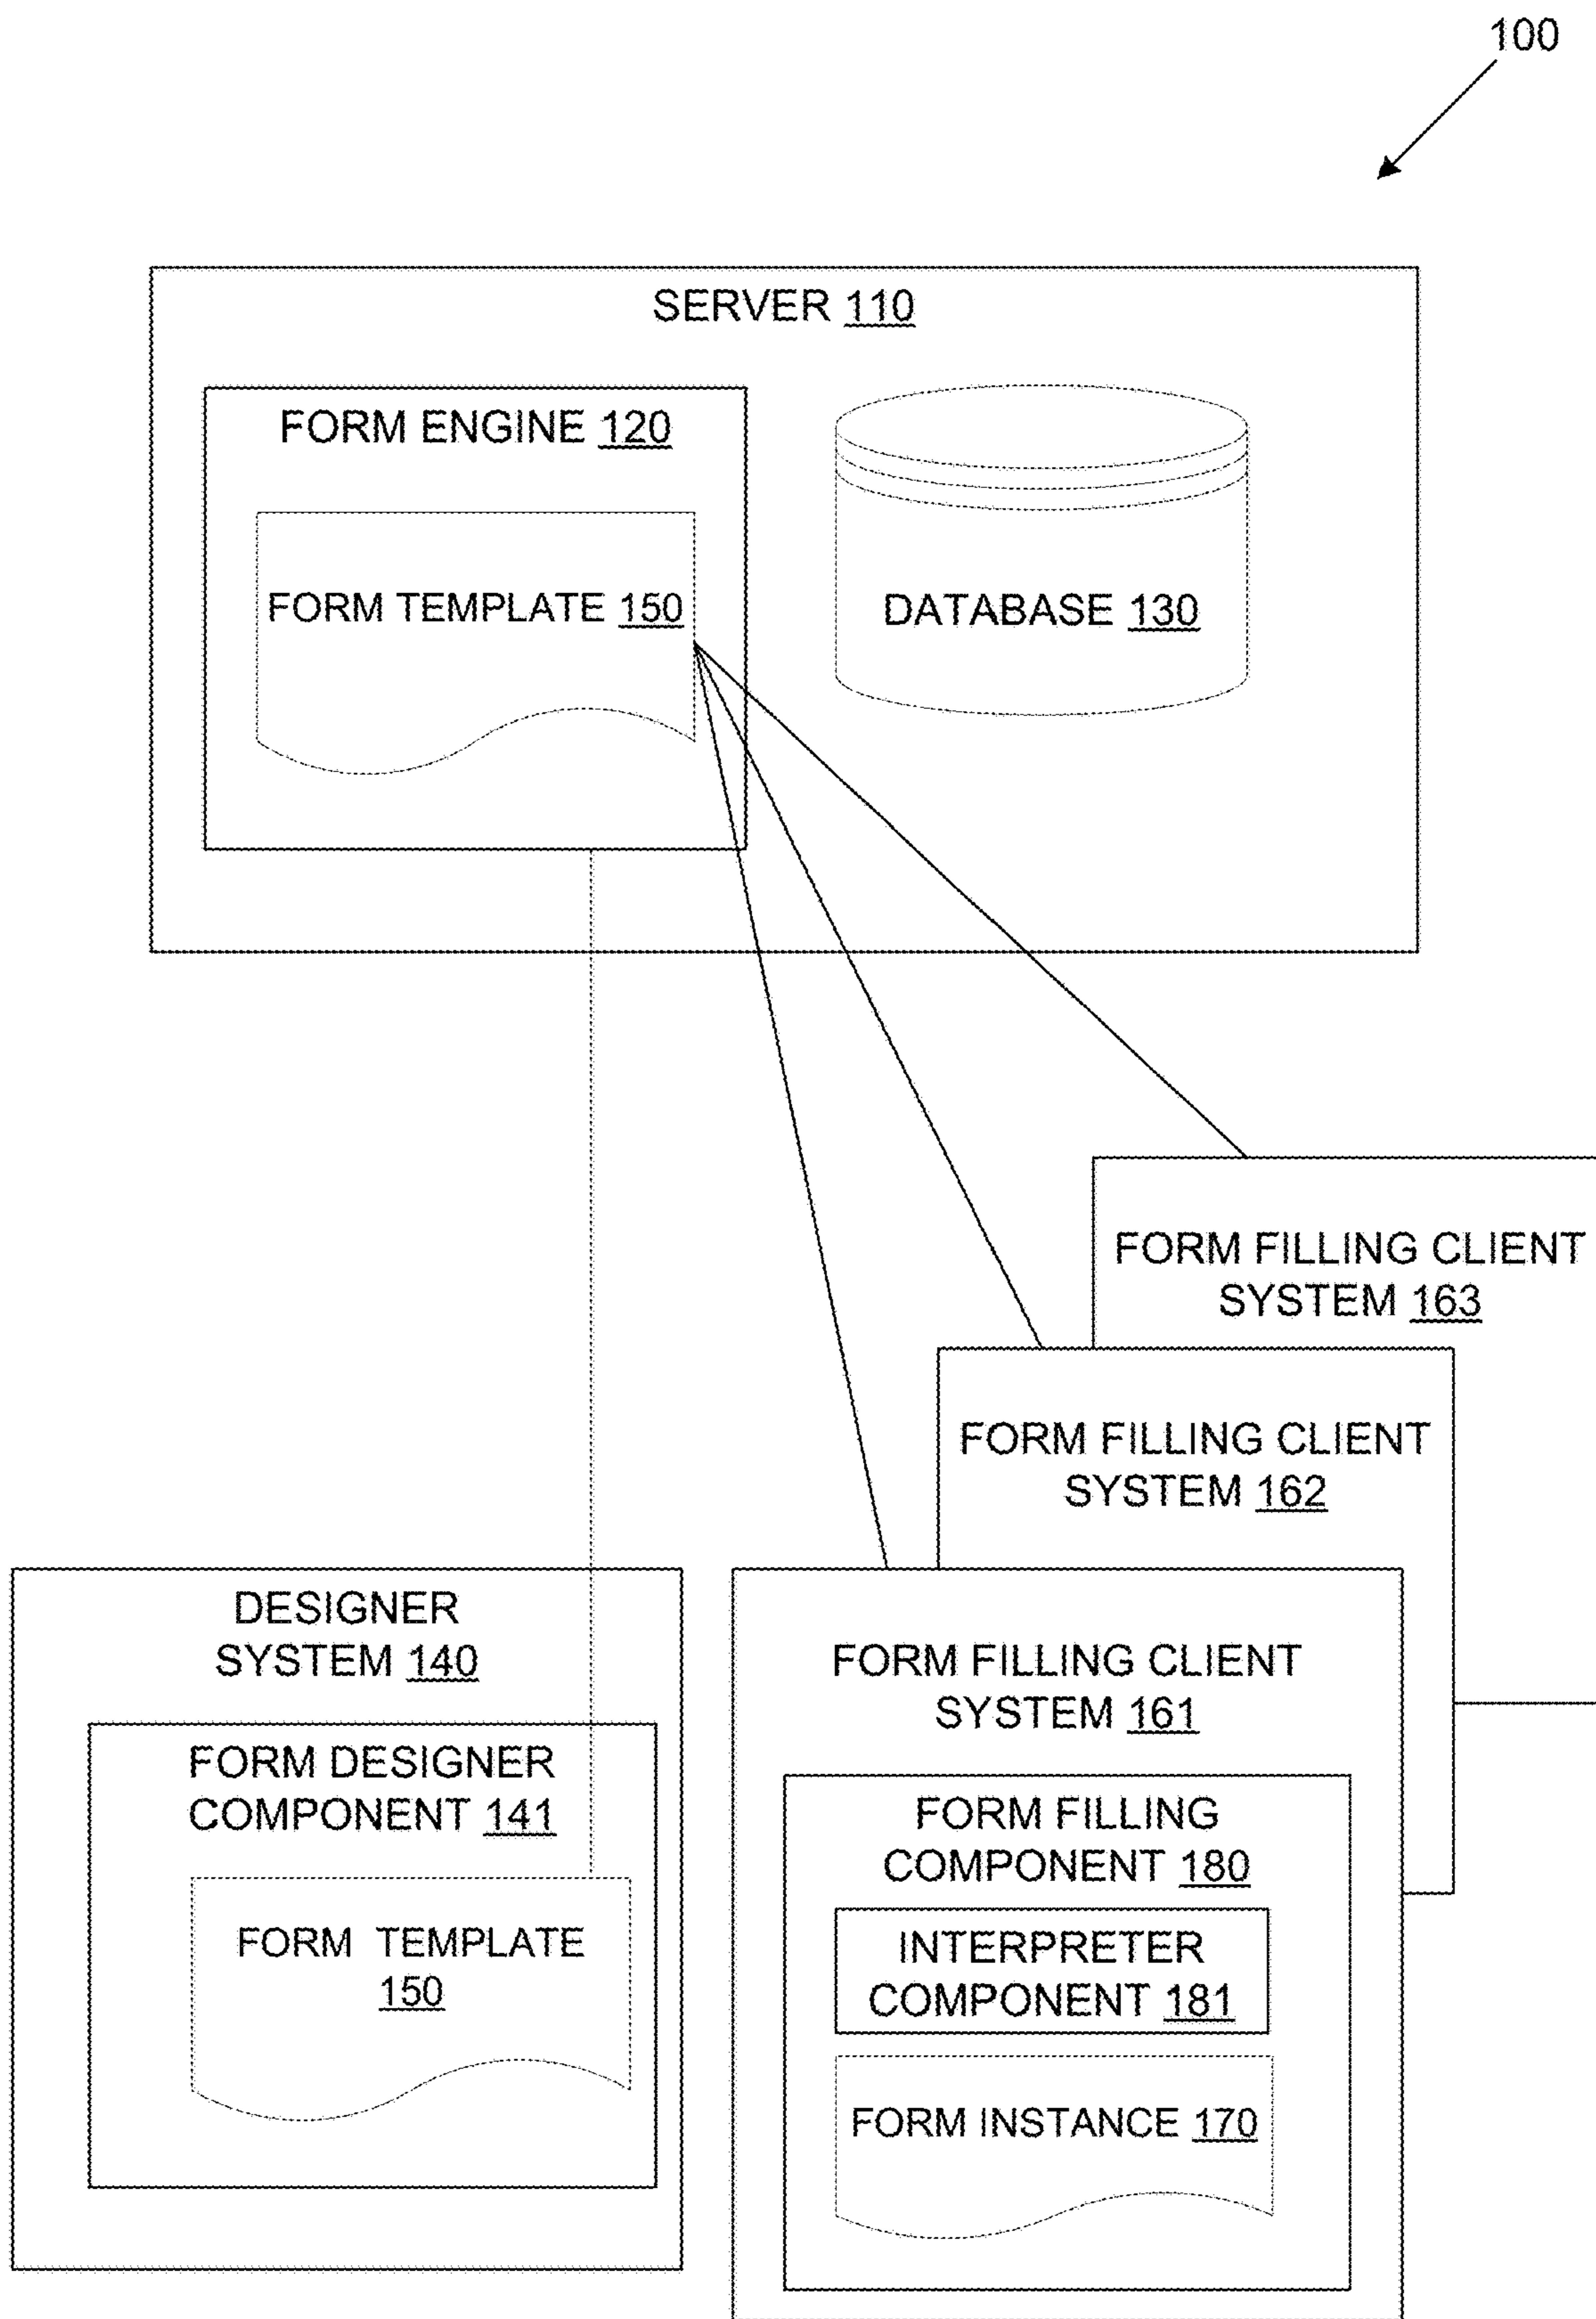 100
SERVER 110
FORM ENGINE 120
FORM TEMPLATE 150
DATABASE 130
FORM FILLING CLIENT
SYSTEM 163
FORM FILLING CLIENT
SYSTEM 162
DESIGNER
SYSTEM 140
FORM DESIGNER
COMPONENT 141
FORM TEMPLATE
150
FORM FILLING CLIENT
SYSTEM 161
FORM FILLING
COMPONENT 180
INTERPRETER
COMPONENT 181
FORM INSTANCE 170